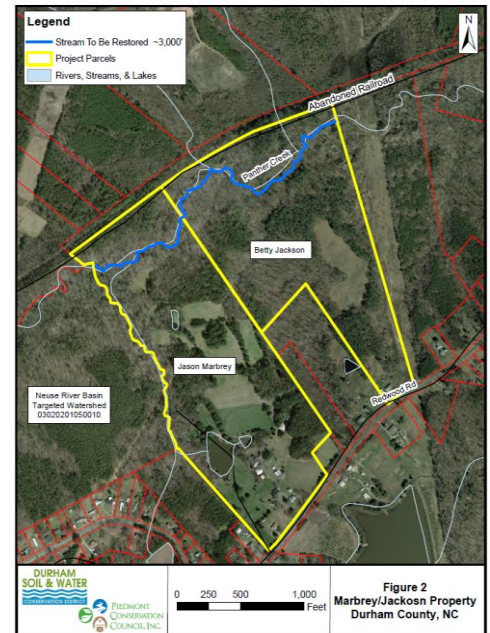 Legend
Stream To Be Restored ~3,000'
Project Parcels
Rivers, Streams, & Lakes
N
Abandoned Railroad
Panther Creek
Betty Jackson
Jason Marbrey
Redwood Rd
Neuse River Basin
Targeted Watershed
03020201050010
DURHAM
SOIL & WATER
CONSERVATION DISTRICT
PIEDMONT
CONSERVATION
COUNCIL, INC.
0 250 500 1,000
Feet
Figure 2
Marbrey/Jackosn Property
Durham County, NC